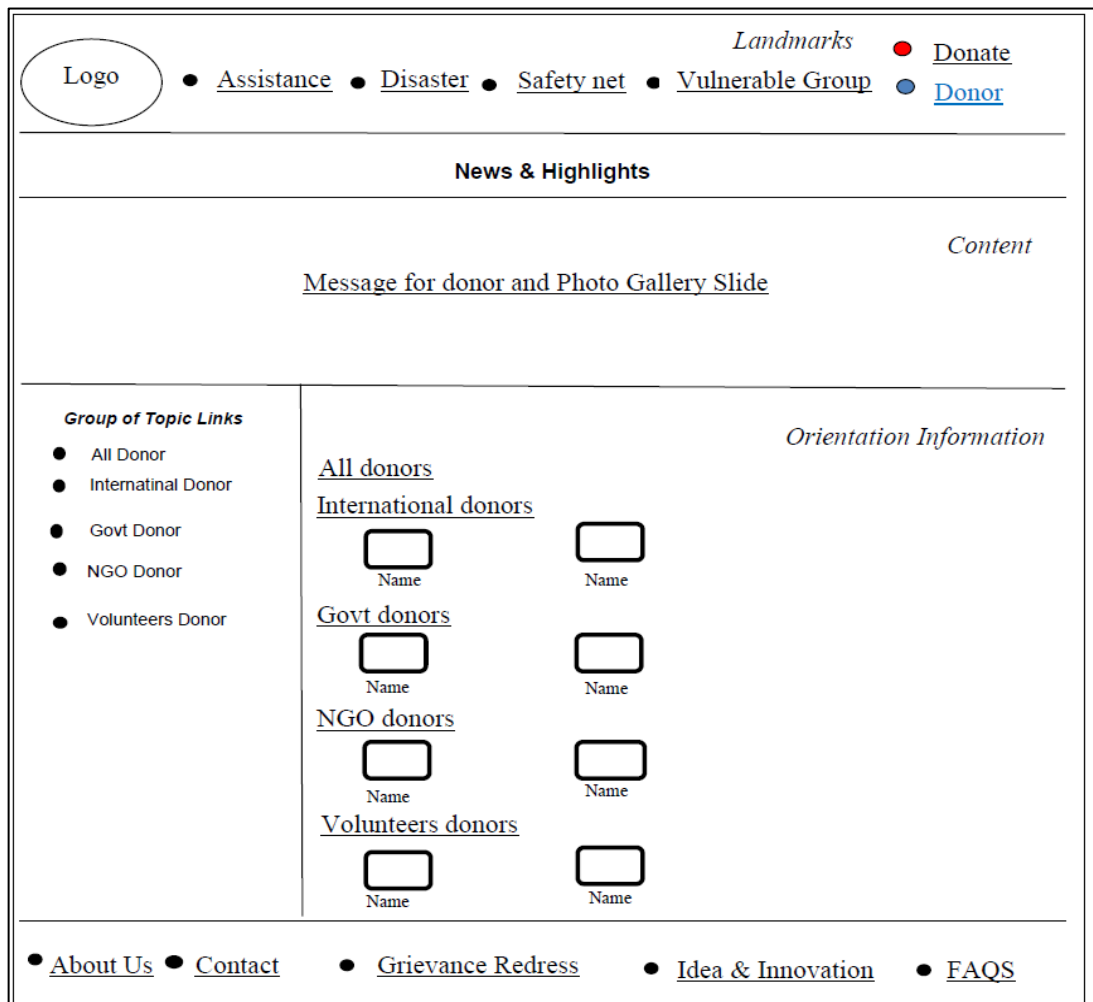 Landmarks
Logo
Assistance Disaster Safety net Vulnerable Group
Donate
Donor
News & Highlights
Content
Message for donor and Photo Gallery Slide
Group of Topic Links
All Donor
Internatinal Donor
Govt Donor
NGO Donor
Volunteers Donor
Orientation Information
All donors
International donors
Name Name
Govt donors
Name Name
NGO donors
Name Name
Volunteers donors
Name Name
About Us Contact Grievance Redress Idea & Innovation FAQS